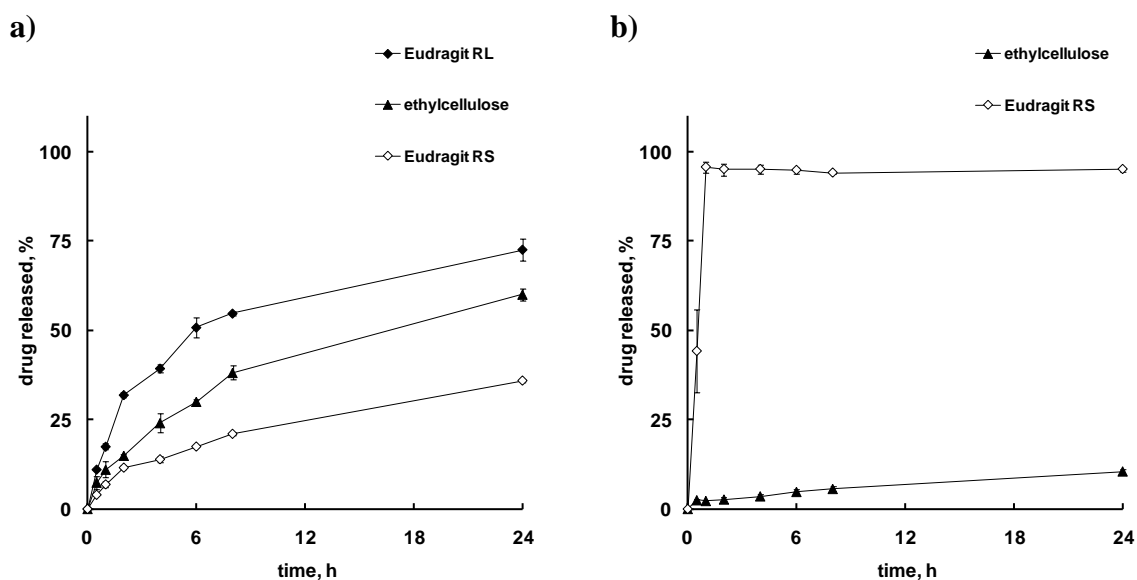 a)
Eudragit RL
ethylcellulose
Eudragit RS
100
75
50
25
0
drug released, %
0 6 12 18 24
time, h
b)
ethylcellulose
Eudragit RS
100
75
50
25
0
drug released, %
0 6 12 18 24
time, h